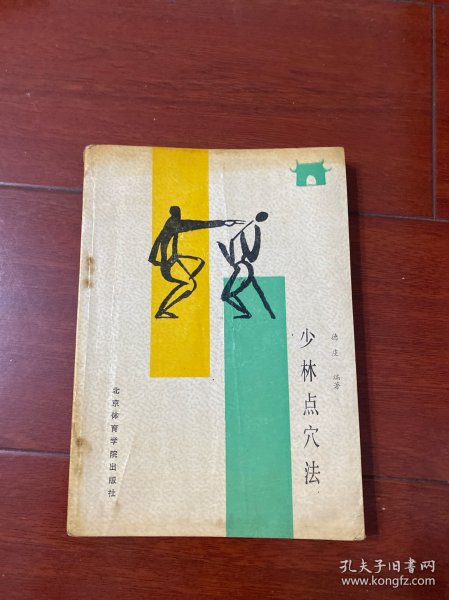 德虔 编著
少林点穴法
北京体育学院出版社
孔夫子旧书网
www.kongfz.com